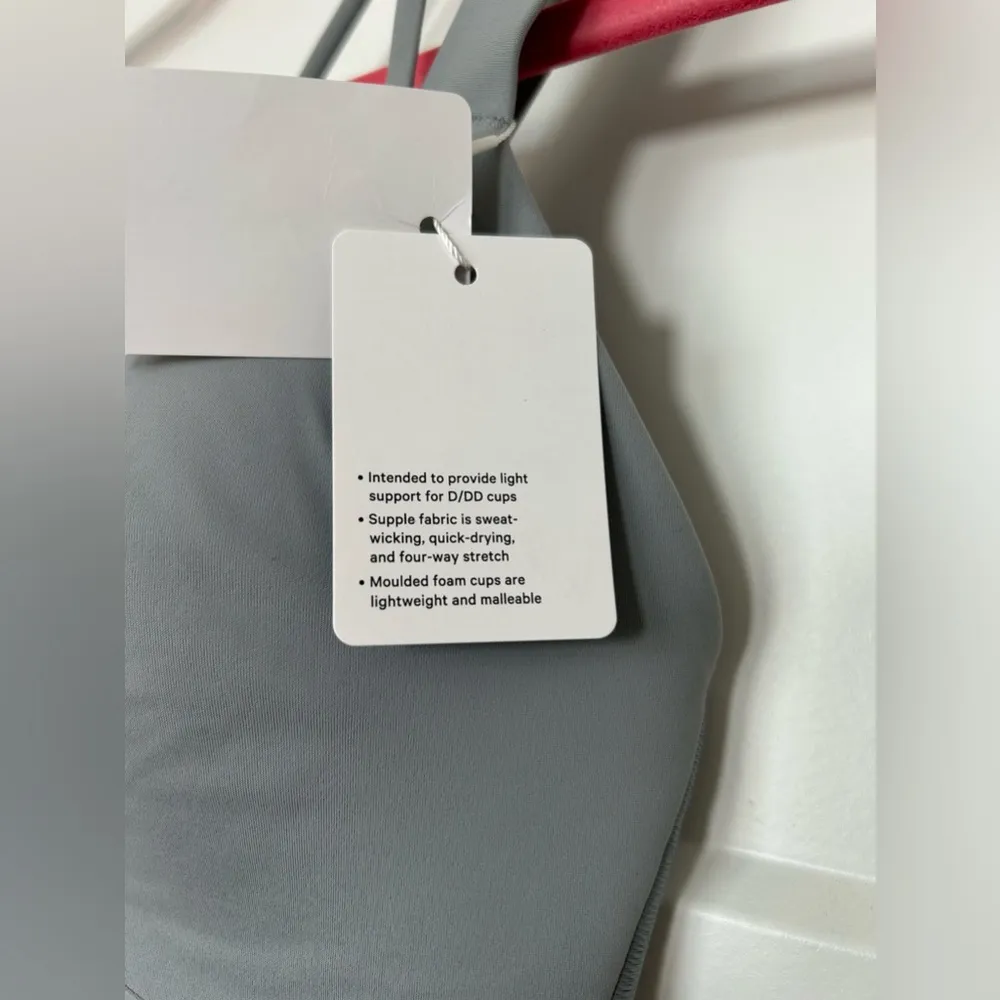 • Intended to provide light
support for D/DD cups
• Supple fabric is sweat-
wicking, quick-drying,
and four-way stretch
• Moulded foam cups are
lightweight and malleable